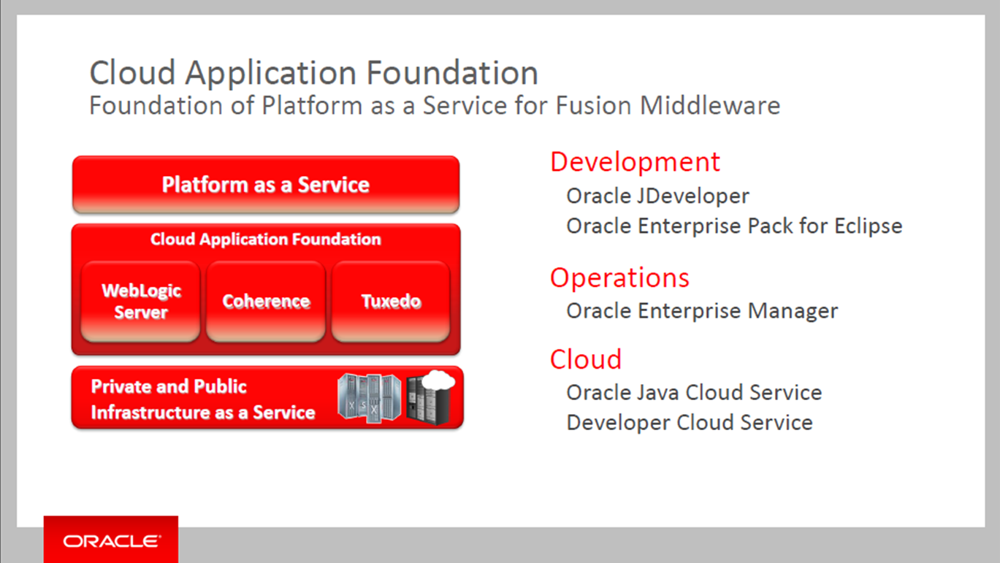 Cloud Application Foundation
Foundation of Platform as a Service for Fusion Middleware
Platform as a Service
Cloud Application Foundation
WebLogic
Server
Coherence
Tuxedo
Private and Public
Infrastructure as a Service
X
S
X
Development
Oracle JDeveloper
Oracle Enterprise Pack for Eclipse
Operations
Oracle Enterprise Manager
Cloud
Oracle Java Cloud Service
Developer Cloud Service
ORACLE®